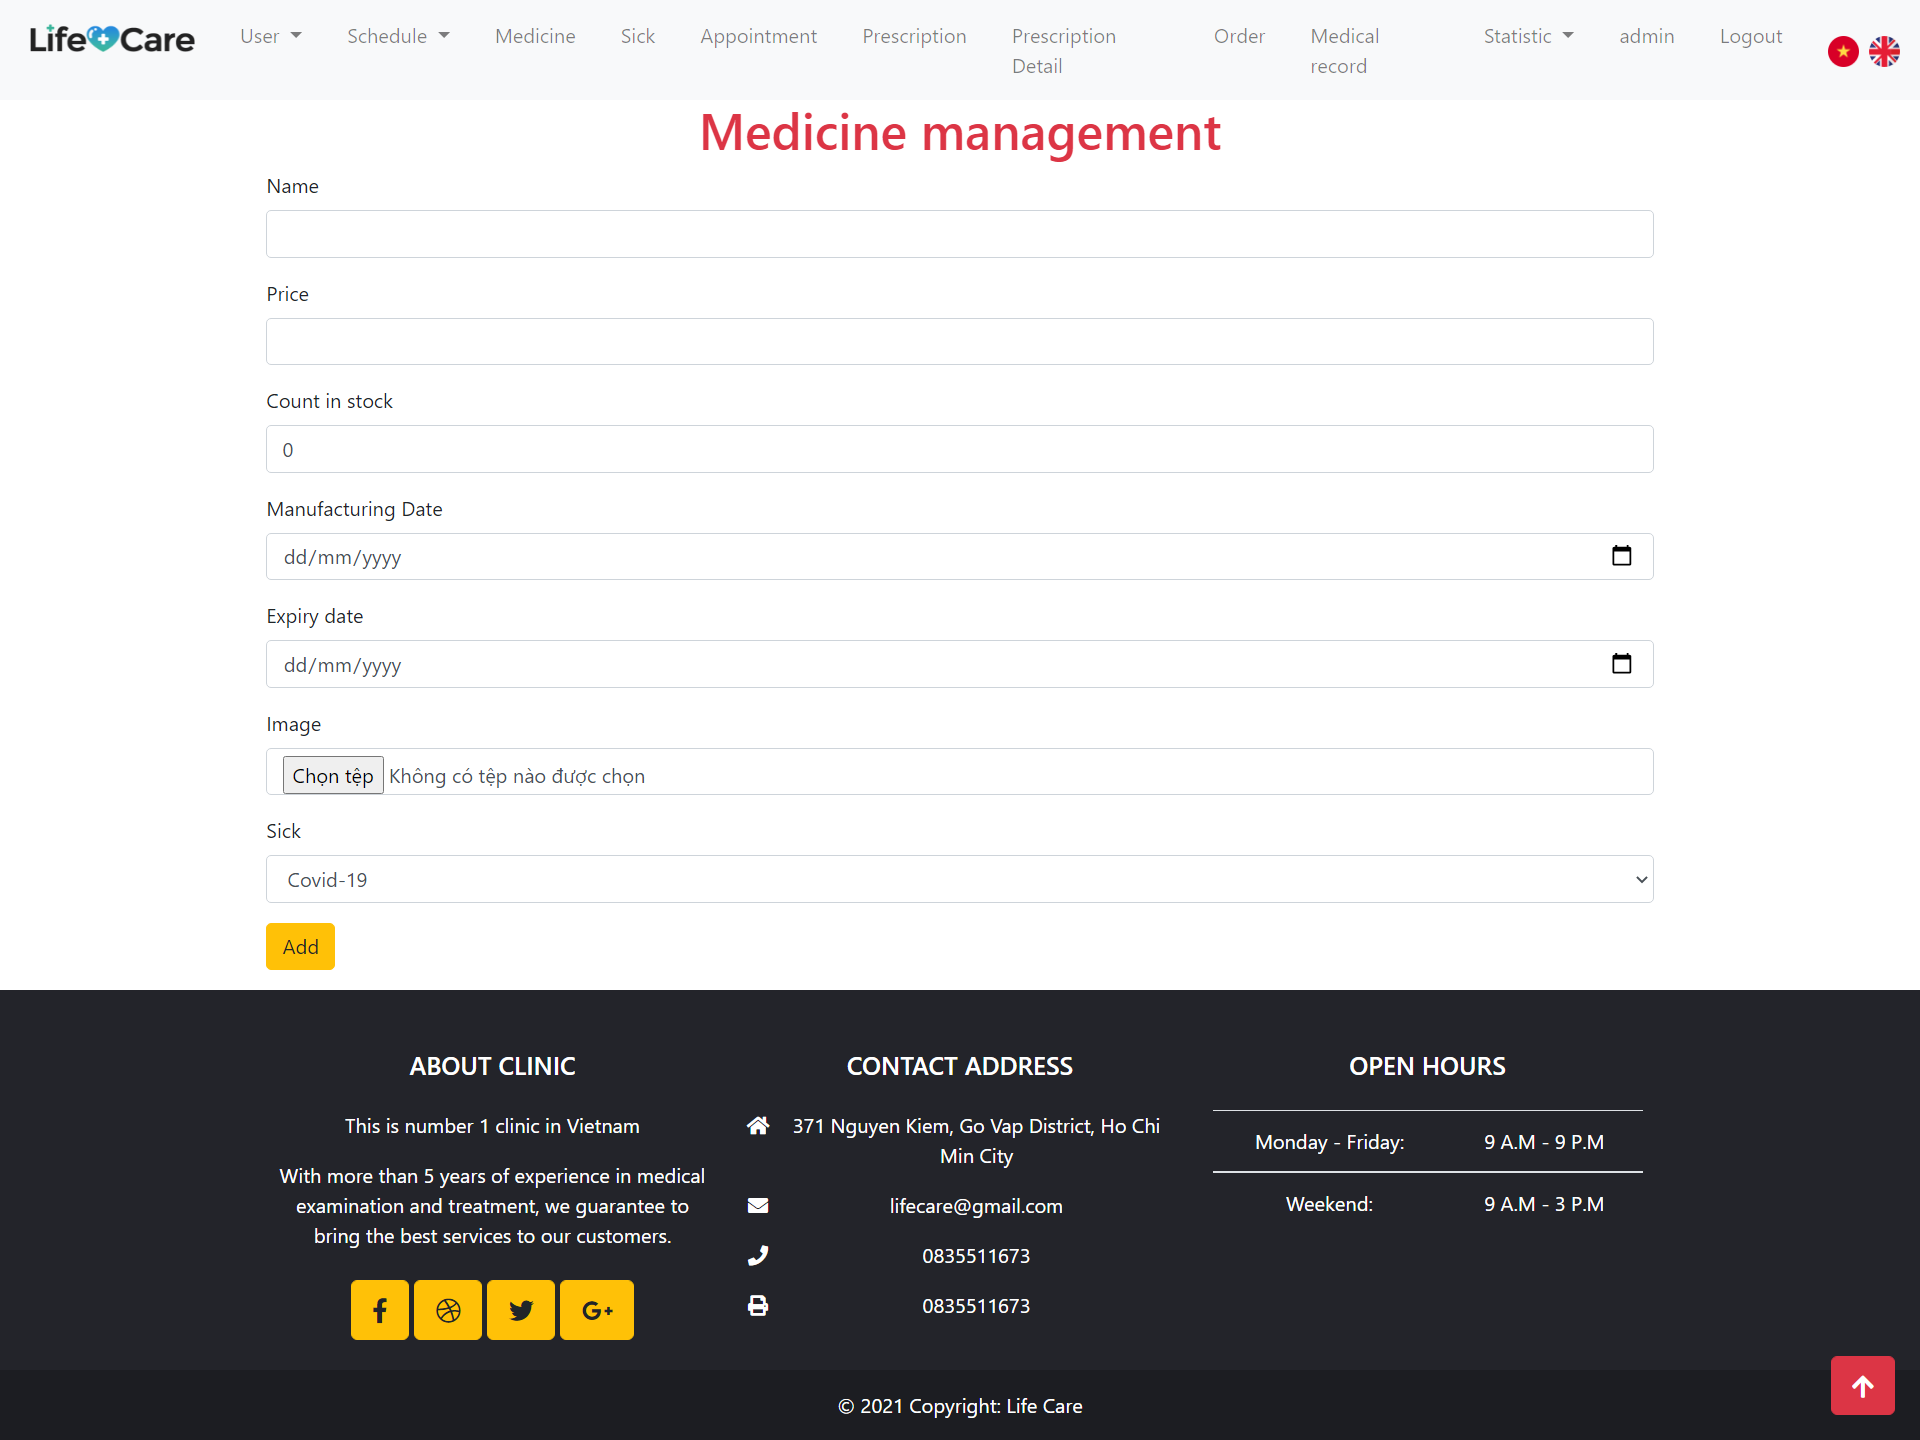 Life Care
User Schedule Medicine Sick Appointment Prescription Prescription Detail Order Medical record Statistic admin Logout
Medicine management
Name
Price
Count in stock
0
Manufacturing Date
dd/mm/yyyy
Expiry date
dd/mm/yyyy
Image
Chọn tệp Không có tệp nào được chọn
Sick
Covid-19
Add
ABOUT CLINIC
This is number 1 clinic in Vietnam
With more than 5 years of experience in medical
examination and treatment, we guarantee to
bring the best services to our customers.
CONTACT ADDRESS
371 Nguyen Kiem, Go Vap District, Ho Chi
Min City
lifecare@gmail.com
0835511673
0835511673
OPEN HOURS
Monday - Friday: 9 A.M - 9 P.M
Weekend: 9 A.M - 3 P.M
© 2021 Copyright: Life Care